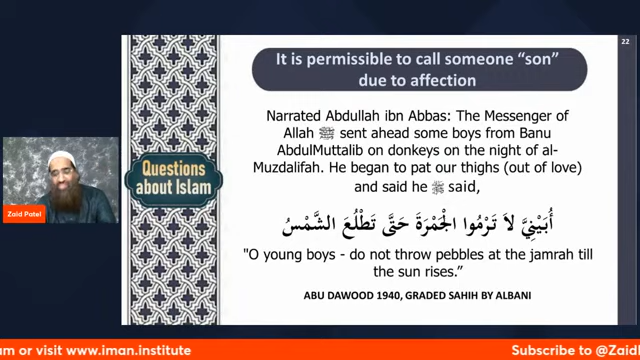 22
It is permissible to call someone “son”
due to affection
Narrated Abdullah ibn Abbas: The Messenger of
Allah ﷺ sent ahead some boys from Banu
AbdulMuttalib on donkeys on the night of al-
Muzdalifah. He began to pat our thighs (out of love)
and said he ﷺ said,
أُبَيْنِيَّ لاَ تَرْمُوا الْجَمْرَةَ حَتَّى تَطْلُعَ الشَّمْسُ
"O young boys - do not throw pebbles at the jamrah till
the sun rises.”
ABU DAWOOD 1940, GRADED SAHIH BY ALBANI
Questions
about Islam
Zaid Patel
am or visit www.iman.institute
Subscribe to @Zaid